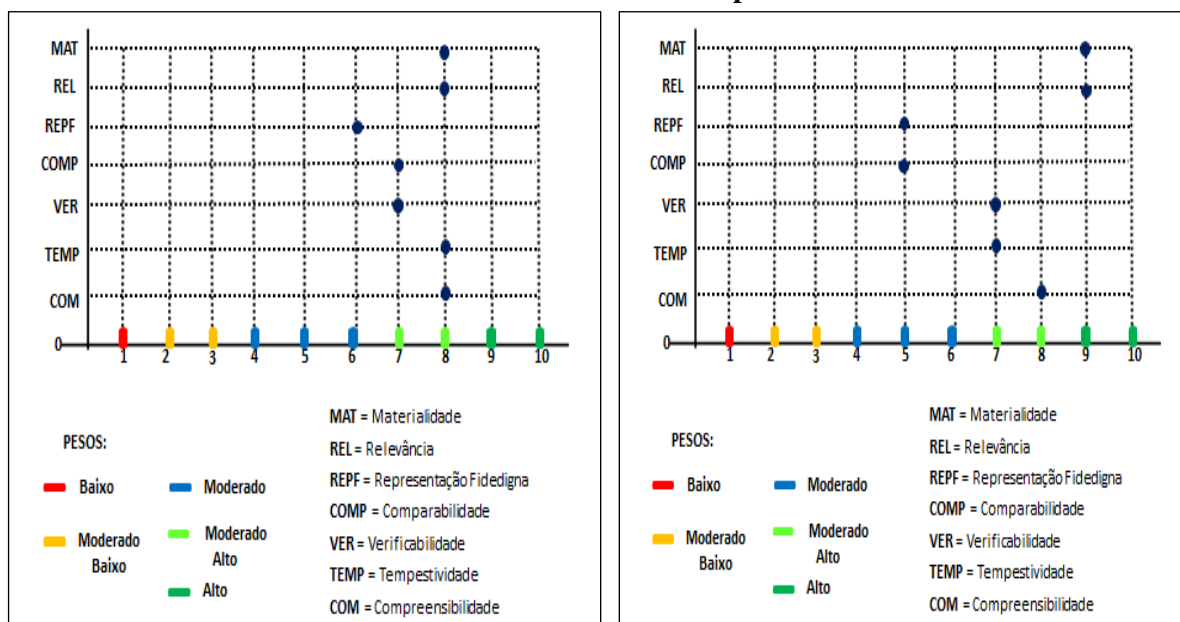 MAT
REL
REPF
COMP
VER
TEMP
COM
0
1 2 3 4 5 6 7 8 9 10
PESOS:
Baixo
Moderado
Moderado
Baixo
Moderado
Alto
Alto
MAT = Materialidade
REL = Relevância
REPF = Representação Fidedigna
COMP = Comparabilidade
VER = Verificabilidade
TEMP = Tempestividade
COM = Compreensibilidade
MAT
REL
REPF
COMP
VER
TEMP
COM
0
1 2 3 4 5 6 7 8 9 10
PESOS:
Baixo
Moderado
Moderado
Baixo
Moderado
Alto
Alto
MAT = Materialidade
REL = Relevância
REPF = Representação Fidedigna
COMP = Comparabilidade
VER = Verificabilidade
TEMP = Tempestividade
COM = Compreensibilidade